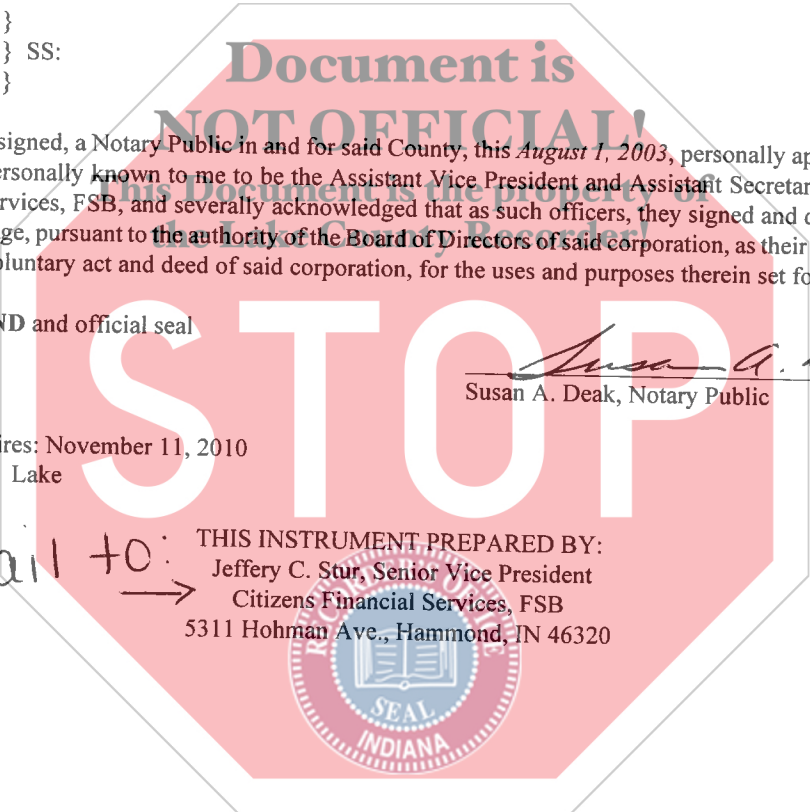 }
} SS:
}
Document is
NOT OFFICIAL!
This Document is the property of
the Lake County Recorder!
signed, a Notary Public in and for said County, this August 1, 2003, personally ap
ersonally known to me to be the Assistant Vice President and Assistant Secretar
rvices, FSB, and severally acknowledged that as such officers, they signed and d
ge, pursuant to the authority of the Board of Directors of said corporation, as their
oluntary act and deed of said corporation, for the uses and purposes therein set fo
ND and official seal
STOP
Susan A.
Susan A. Deak, Notary Public
ires: November 11, 2010
Lake
ail to:
THIS INSTRUMENT PREPARED BY:
Jeffery C. Stur, Senior Vice President
Citizens Financial Services, FSB
5311 Hohman Ave., Hammond, IN 46320
RECORDER'S OFFICE
SEAL
INDIANA